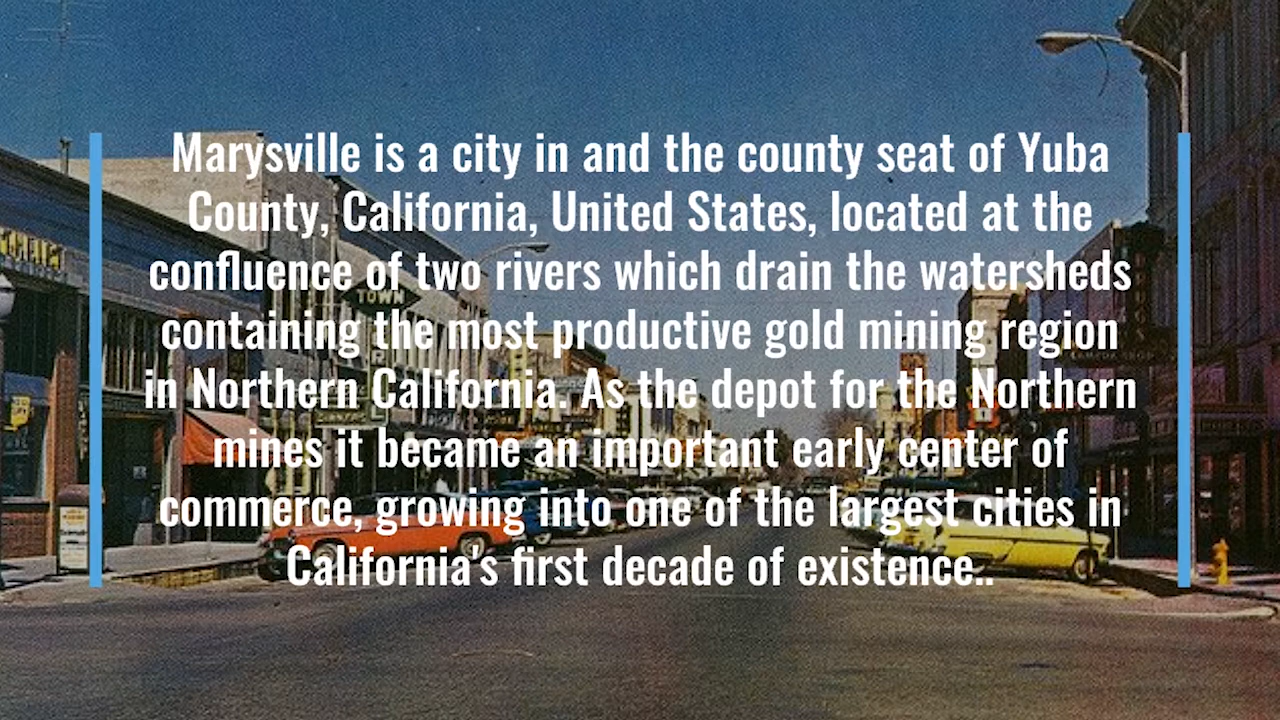 Marysville is a city in and the county seat of Yuba
County, California, United States, located at the
confluence of two rivers which drain the watersheds
containing the most productive gold mining region
in Northern California. As the depot for the Northern
mines it became an important early center of
commerce, growing into one of the largest cities in
California's first decade of existence..
TOWN